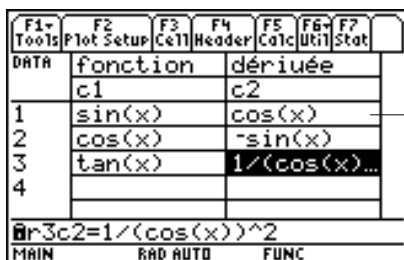 F1▾ F2 F3 F4 F5 F6▾ F7
Tools Plot Setup Cell Header Calc Util Stat
DATA fonction dériuée
c1 c2
1 sin(x) cos(x)
2 cos(x) -sin(x)
3 tan(x) 1/(cos(x)…
4
r3c2=1/(cos(x))^2
MAIN RAD AUTO FUNC